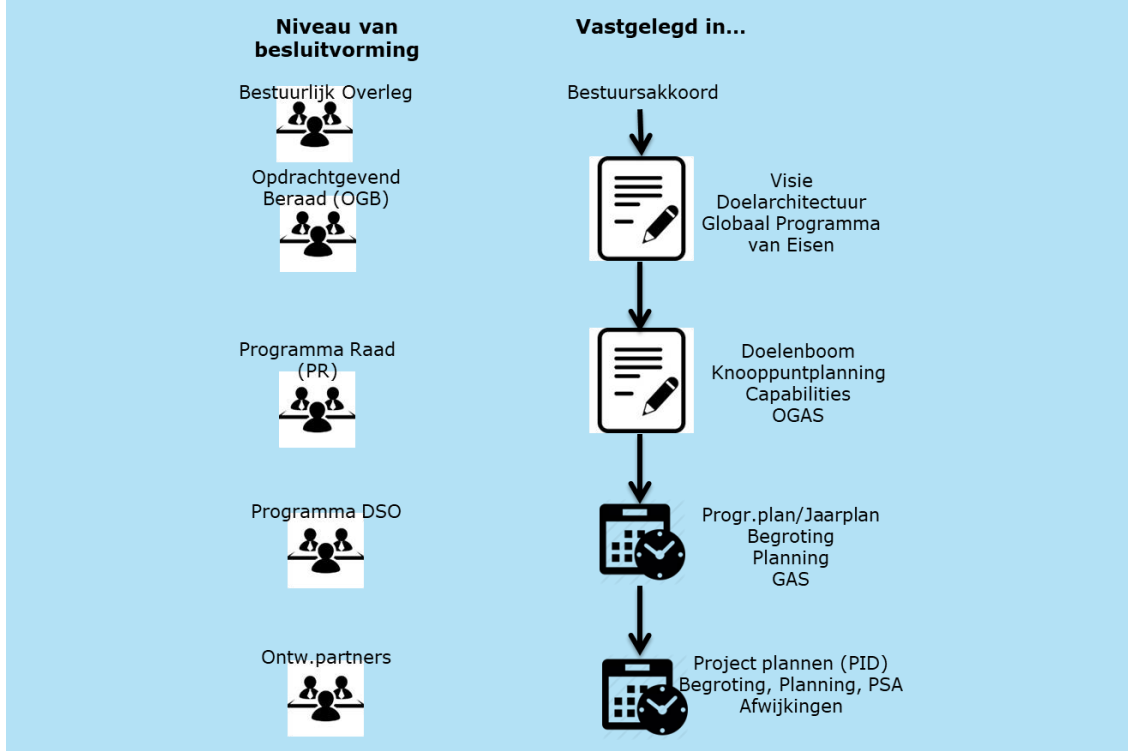 Niveau van
besluitvorming
Vastgelegd in...
Bestuurlijk Overleg
Bestuursakkoord
Opdrachtgevend
Beraad (OGB)
Visie
Doelarchitectuur
Globaal Programma
van Eisen
Programma Raad
(PR)
Doelenboom
Knooppuntplanning
Capabilities
OGAS
Programma DSO
Progr.plan/Jaarplan
Begroting
Planning
GAS
Ontw.partners
Project plannen (PID)
Begroting, Planning, PSA
Afwijkingen